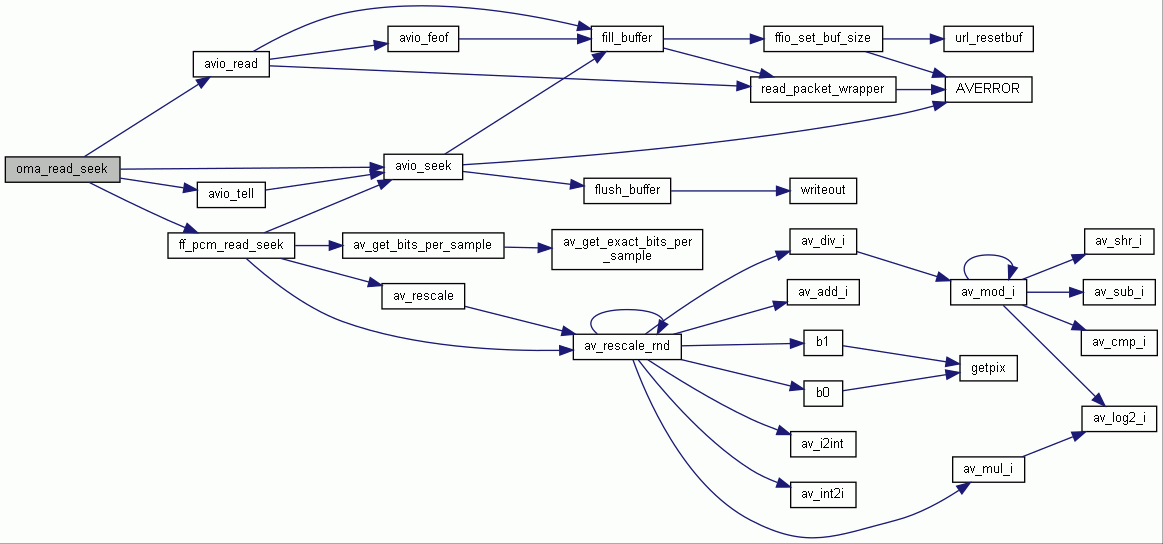 oma_read_seek
avio_read
avio_tell
ff_pcm_read_seek
avio_feof
avio_seek
av_get_bits_per_sample
av_rescale
fill_buffer
flush_buffer
av_get_exact_bits_per
_sample
av_rescale_rnd
ffio_set_buf_size
read_packet_wrapper
writeout
av_div_i
av_add_i
b1
b0
av_i2int
av_int2i
url_resetbuf
AVERROR
av_mod_i
getpix
av_mul_i
av_shr_i
av_sub_i
av_cmp_i
av_log2_i